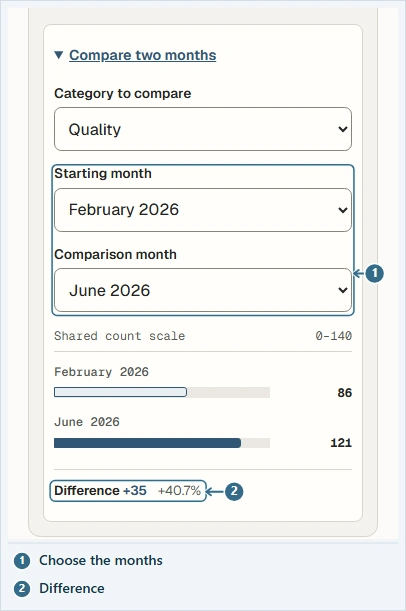 ▼ Compare two months
Category to compare
Quality
Starting month
February 2026
Comparison month
June 2026
1
Shared count scale 0–140
February 2026
86
June 2026
121
Difference +35 +40.7%
2
1 Choose the months
2 Difference